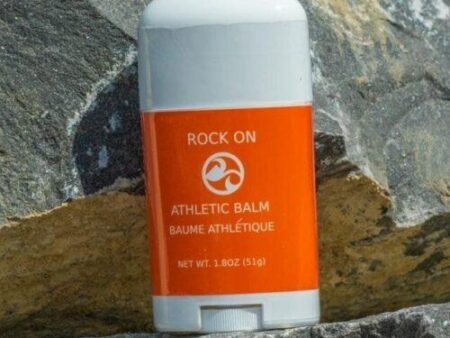 ROCK ON
ATHLETIC BALM
BAUME ATHLÉTIQUE
NET WT. 1.8OZ (51g)